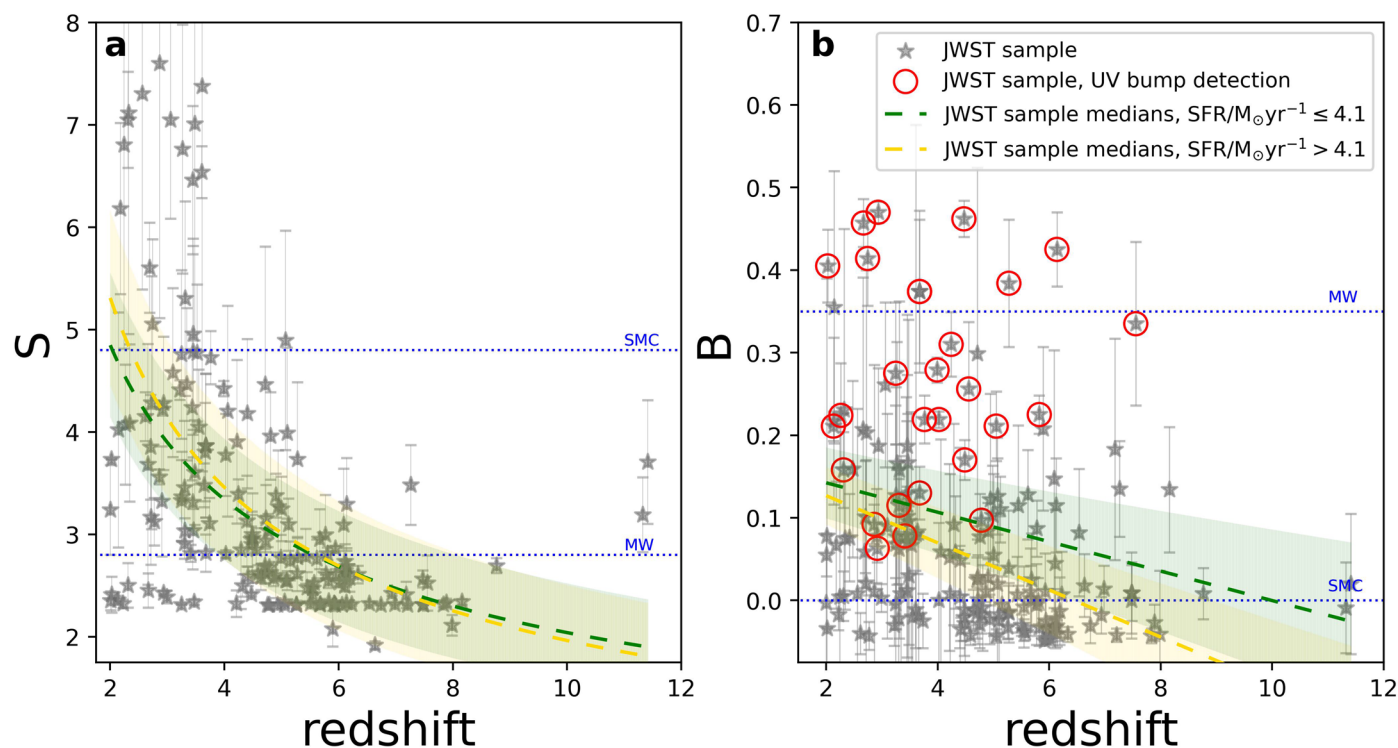 a
8
7
6
5
4
3
2
S
SMC
MW
2
4
6
8
10
12
redshift
b
0.7
0.6
0.5
0.4
0.3
0.2
0.1
0.0
B
JWST sample
JWST sample, UV bump detection
JWST sample medians, SFR/M⊙yr⁻¹ ≤ 4.1
JWST sample medians, SFR/M⊙yr⁻¹ > 4.1
MW
SMC
2
4
6
8
10
12
redshift